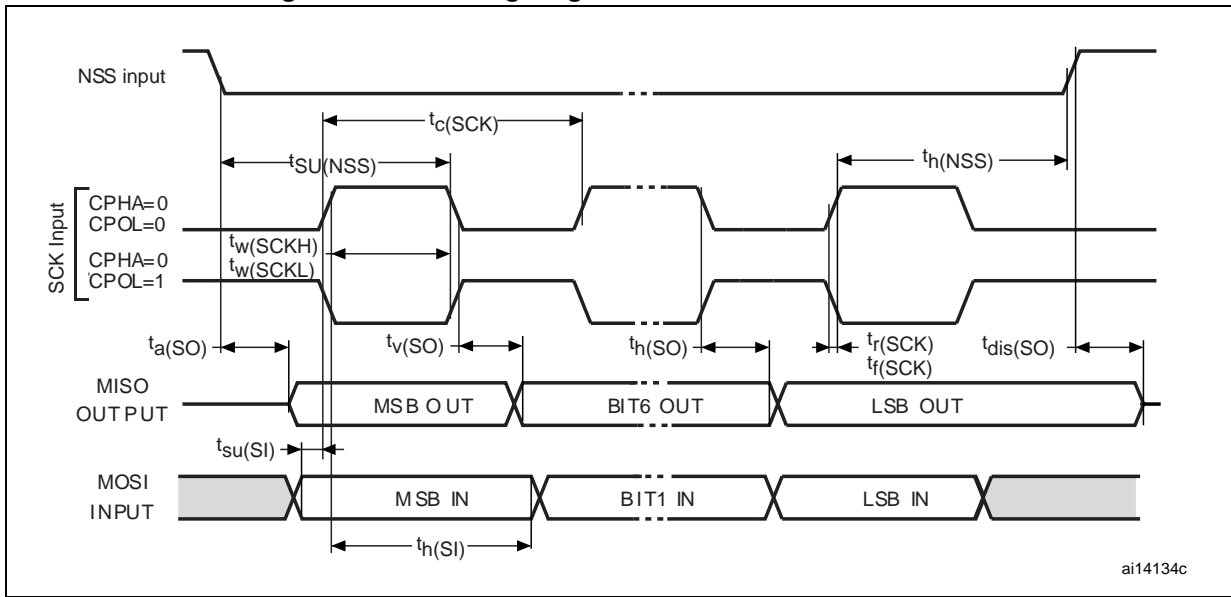 NSS input
tc(SCK)
tSU(NSS)
th(NSS)
SCK Input
CPHA=0
CPOL=0
tw(SCKH)
CPHA=0
tw(SCKL)
CPOL=1
ta(SO)
tv(SO)
th(SO)
tr(SCK)
tf(SCK)
tdis(SO)
MISO
OUTPUT
MSB OUT
BIT6 OUT
LSB OUT
tsu(SI)
MOSI
INPUT
MSB IN
BIT1 IN
LSB IN
th(SI)
ai14134c